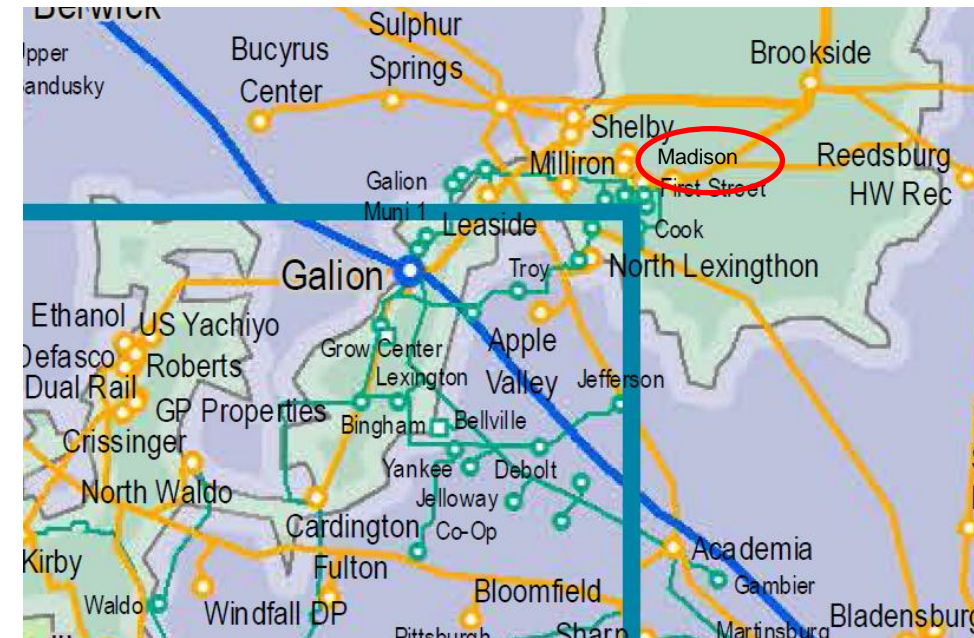 Berwick
Sulphur
Springs
Bucyrus
Center
Brookside
Upper
Sandusky
Shelby
Milliron
Madison
Reedsburg
HW Rec
Galion
Muni 1
First Street
Leaside
Cook
Galion
Troy
North Lexingthon
Ethanol
US Yachiyo
Defasco
Roberts
Dual Rail
Grow Center
Apple
Valley
Lexington
Jefferson
GP Properties
Bingham
Bellville
Crissinger
Yankee
Debolt
North Waldo
Jelloway
Co-Op
Cardington
Academia
Kirby
Fulton
Gambier
Bloomfield
Waldo
Windfall DP
Bladensburg
Pittsburgh
Sharp
Martinsburg